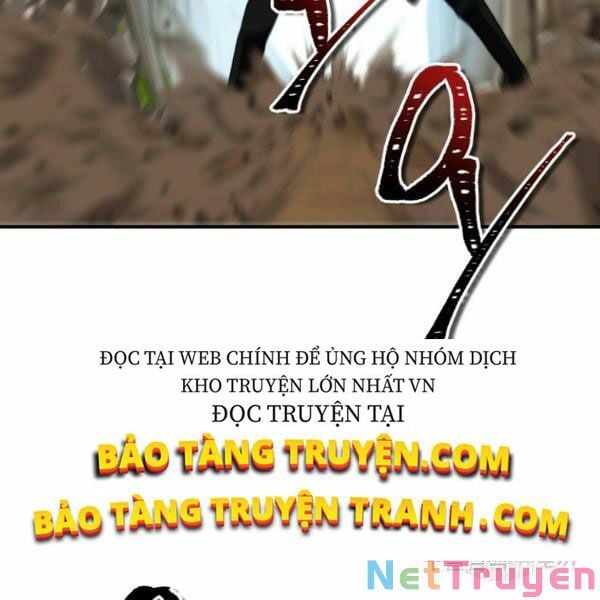 ĐỌC TẠI WEB CHÍNH ĐỂ ỦNG HỘ NHÓM DỊCH
KHO TRUYỆN LỚN NHẤT VN
ĐỌC TRUYỆN TẠI
BẢO TÀNG TRUYỆN.COM
BẢO TÀNG TRUYỆN TRANH.COM
NetTruyen